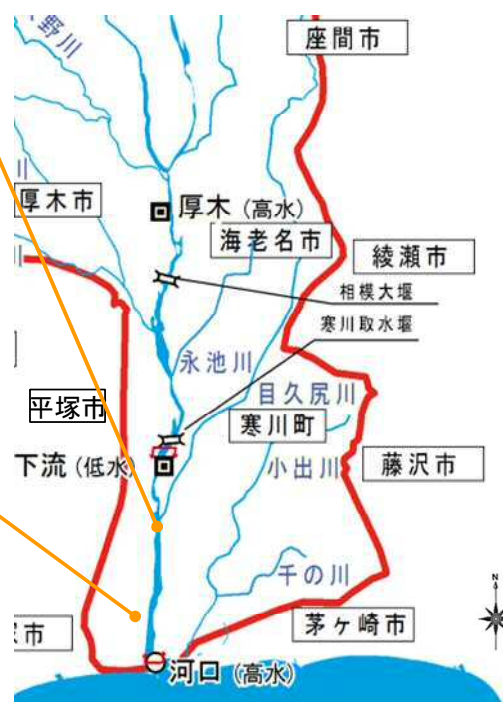 座間市
野川
川
厚木市
厚木 (高水)
海老名市
綾瀬市
川
相模大堰
寒川取水堰
永池川
目久尻川
平塚市
寒川町
下流 (低水)
小出川
藤沢市
千の川
N
市
茅ヶ崎市
河口 (高水)